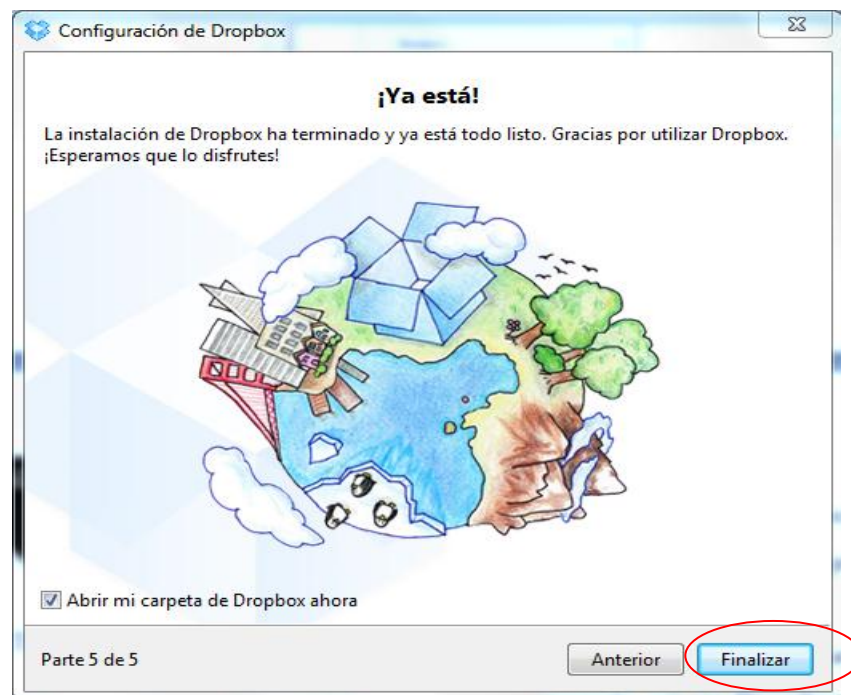 Configuración de Dropbox
¡Ya está!
La instalación de Dropbox ha terminado y ya está todo listo. Gracias por utilizar Dropbox.
¡Esperamos que lo disfrutes!
Abrir mi carpeta de Dropbox ahora
Parte 5 de 5
Anterior
Finalizar